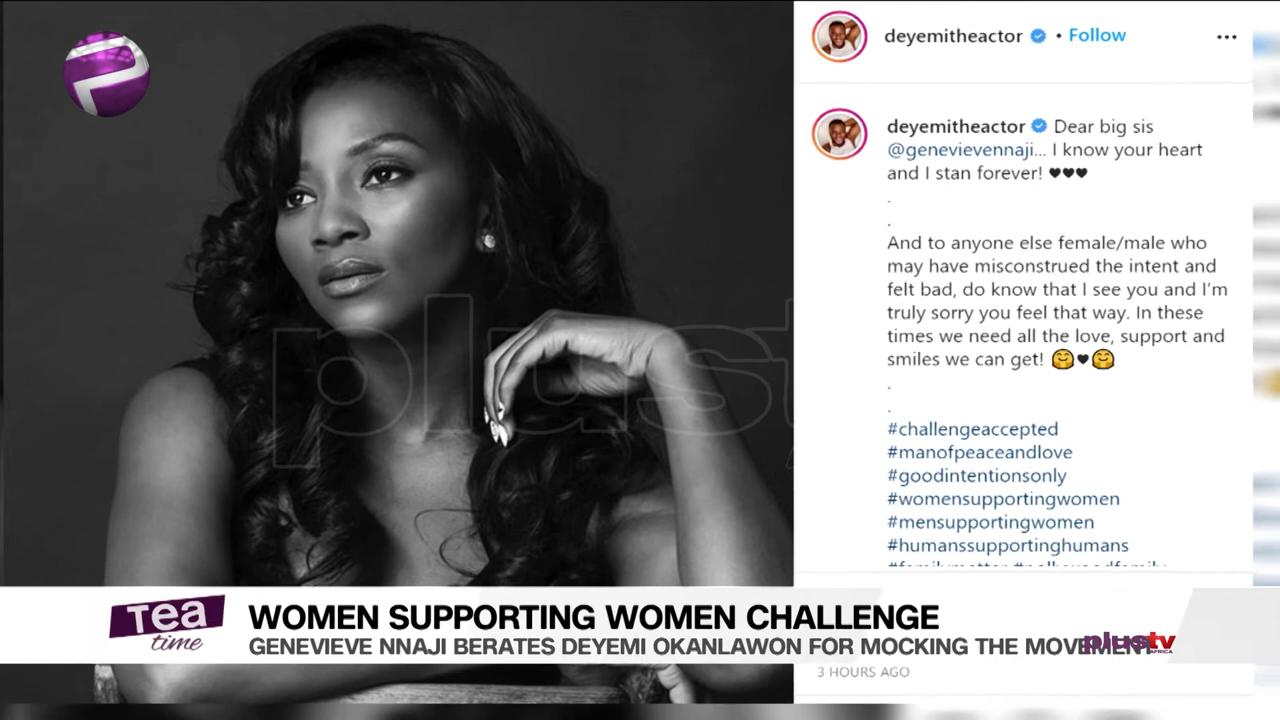 deyemitheactor • Follow
deyemitheactor Dear big sis
@genevievennaji... I know your heart
and I stan forever! ♥♥♥
.
.
And to anyone else female/male who
may have misconstrued the intent and
felt bad, do know that I see you and I'm
truly sorry you feel that way. In these
times we need all the love, support and
smiles we can get! 🤗♥🤗
.
.
#challengeaccepted
#manofpeaceandlove
#goodintentionsonly
#womensupportingwomen
#mensupportingwomen
#humanssupportinghumans
plust
Tea
time
WOMEN SUPPORTING WOMEN CHALLENGE
GENEVIEVE NNAJI BERATES DEYEMI OKANLAWON FOR MOCKING THE MOVEMENT
plustv
AFRICA
3 HOURS AGO